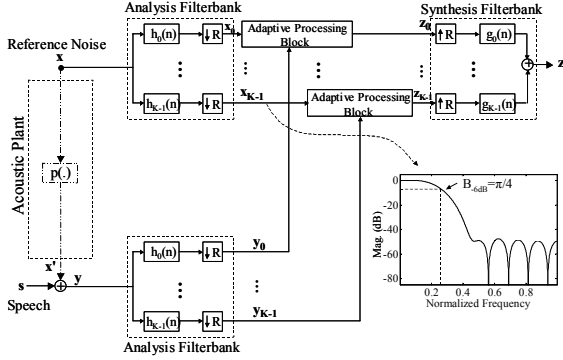 Analysis Filterbank
Synthesis Filterbank
Reference Noise
x
h0(n)
↓R
x0
Adaptive Processing
Block
z0
↑R
g0(n)
z
hK-1(n)
↓R
xK-1
Adaptive Processing
Block
zK-1
↑R
gK-1(n)
Acoustic Plant
p(.)
x'
s
y
Speech
h0(n)
↓R
y0
hK-1(n)
↓R
yK-1
Analysis Filterbank
B-6dB=π/4
Mag. (dB)
0
-20
-40
-60
-80
0.2
0.4
0.6
0.8
Normalized Frequency